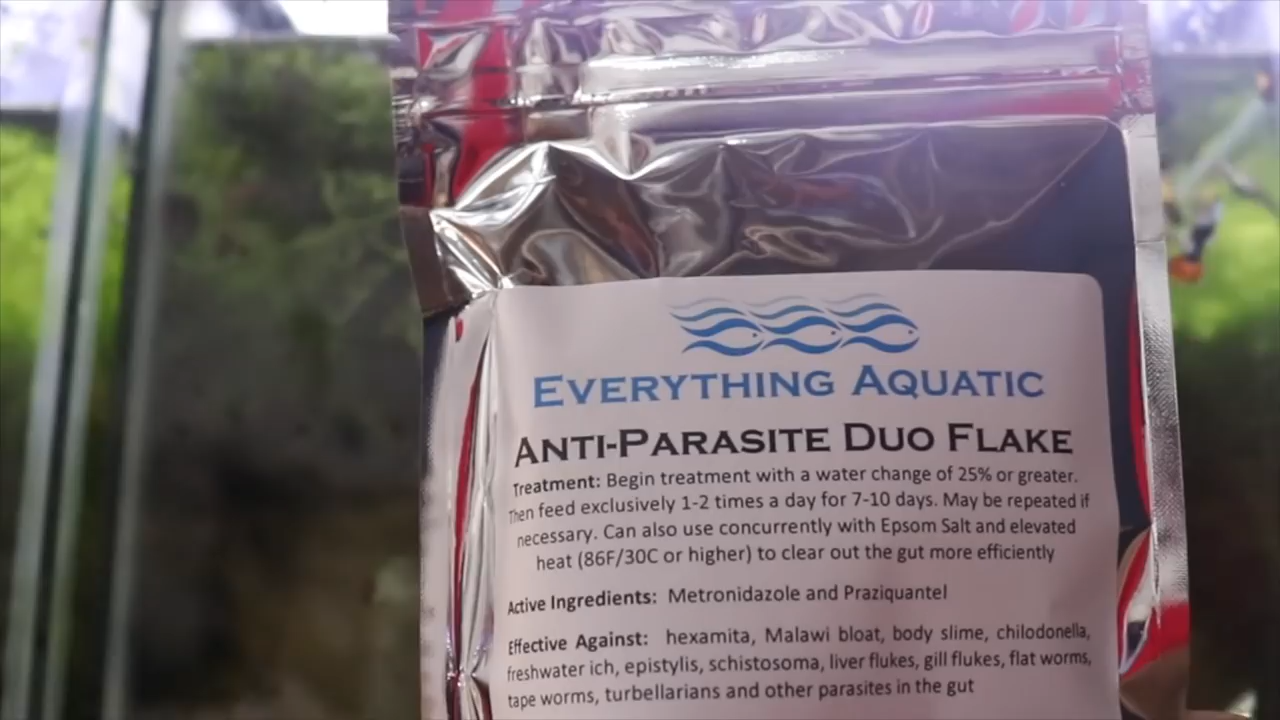 EVERYTHING AQUATIC
ANTI-PARASITE DUO FLAKE
Treatment: Begin treatment with a water change of 25% or greater.
Then feed exclusively 1-2 times a day for 7-10 days. May be repeated if
necessary. Can also use concurrently with Epsom Salt and elevated
heat (86F/30C or higher) to clear out the gut more efficiently
Active Ingredients: Metronidazole and Praziquantel
Effective Against: hexamita, Malawi bloat, body slime, chilodonella,
freshwater ich, epistylis, schistosoma, liver flukes, gill flukes, flat worms,
tape worms, turbellarians and other parasites in the gut